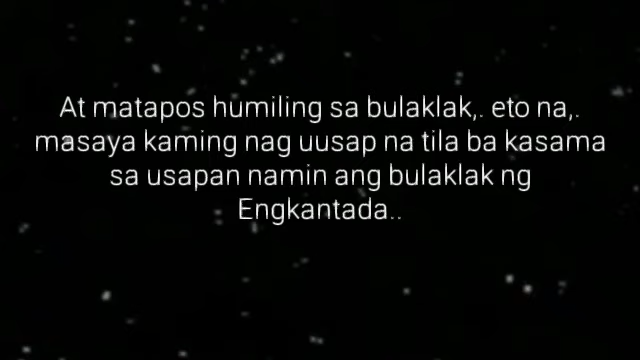 At matapos humiling sa bulaklak,. eto na,.
masaya kaming nag uusap na tila ba kasama
sa usapan namin ang bulaklak ng
Engkantada..